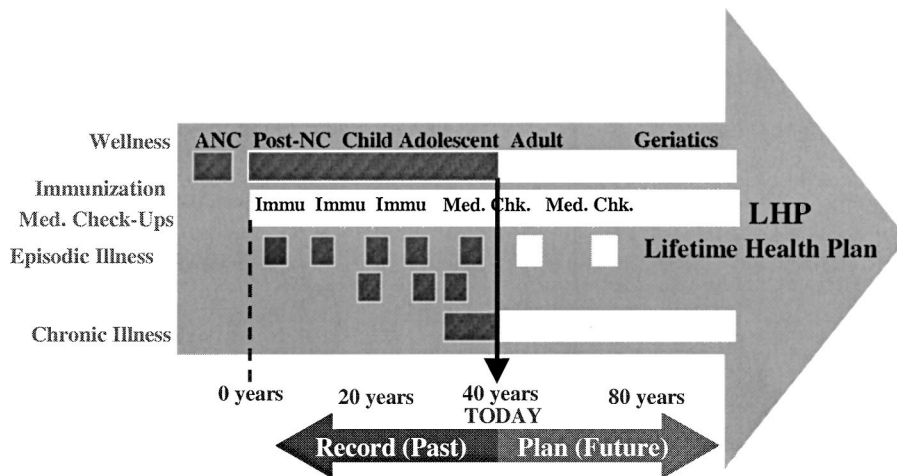 Wellness ANC Post-NC Child Adolescent Adult Geriatics
Immunization
Med. Check-Ups
Immu Immu Immu Med. Chk. Med. Chk.
Episodic Illness
LHP
Lifetime Health Plan
Chronic Illness
0 years 20 years 40 years 80 years
TODAY
Record (Past) Plan (Future)